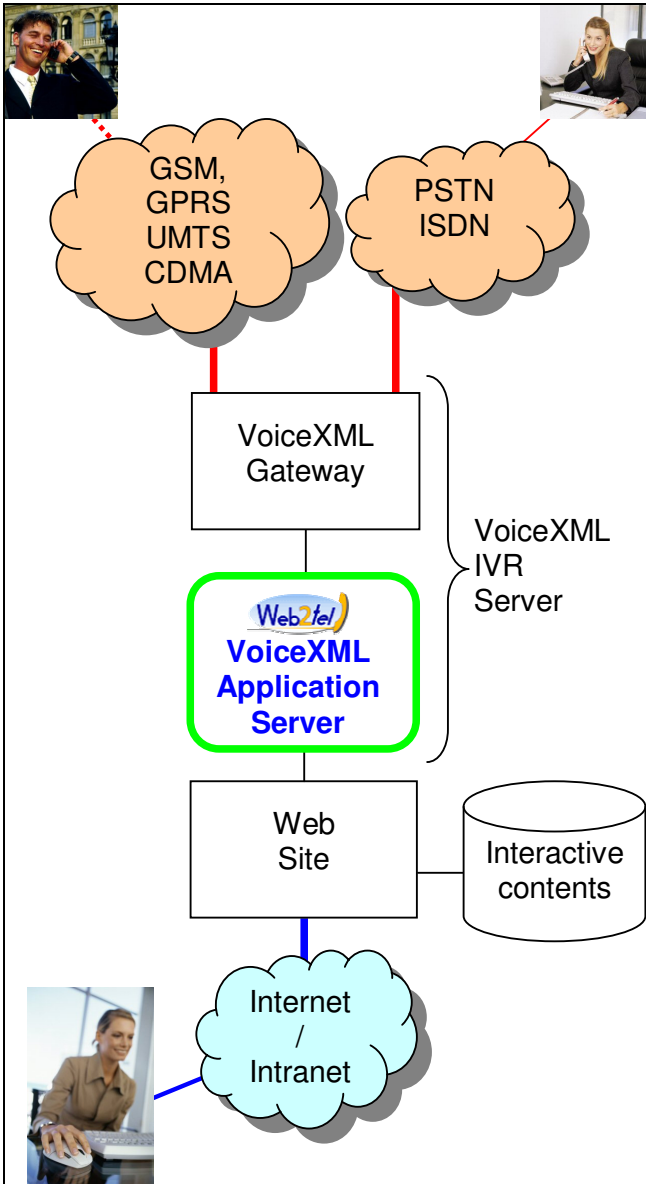 GSM,
GPRS
UMTS
CDMA
PSTN
ISDN
VoiceXML
Gateway
VoiceXML
IVR
Server
Web2tel
VoiceXML
Application
Server
Web
Site
Interactive
contents
Internet
/
Intranet